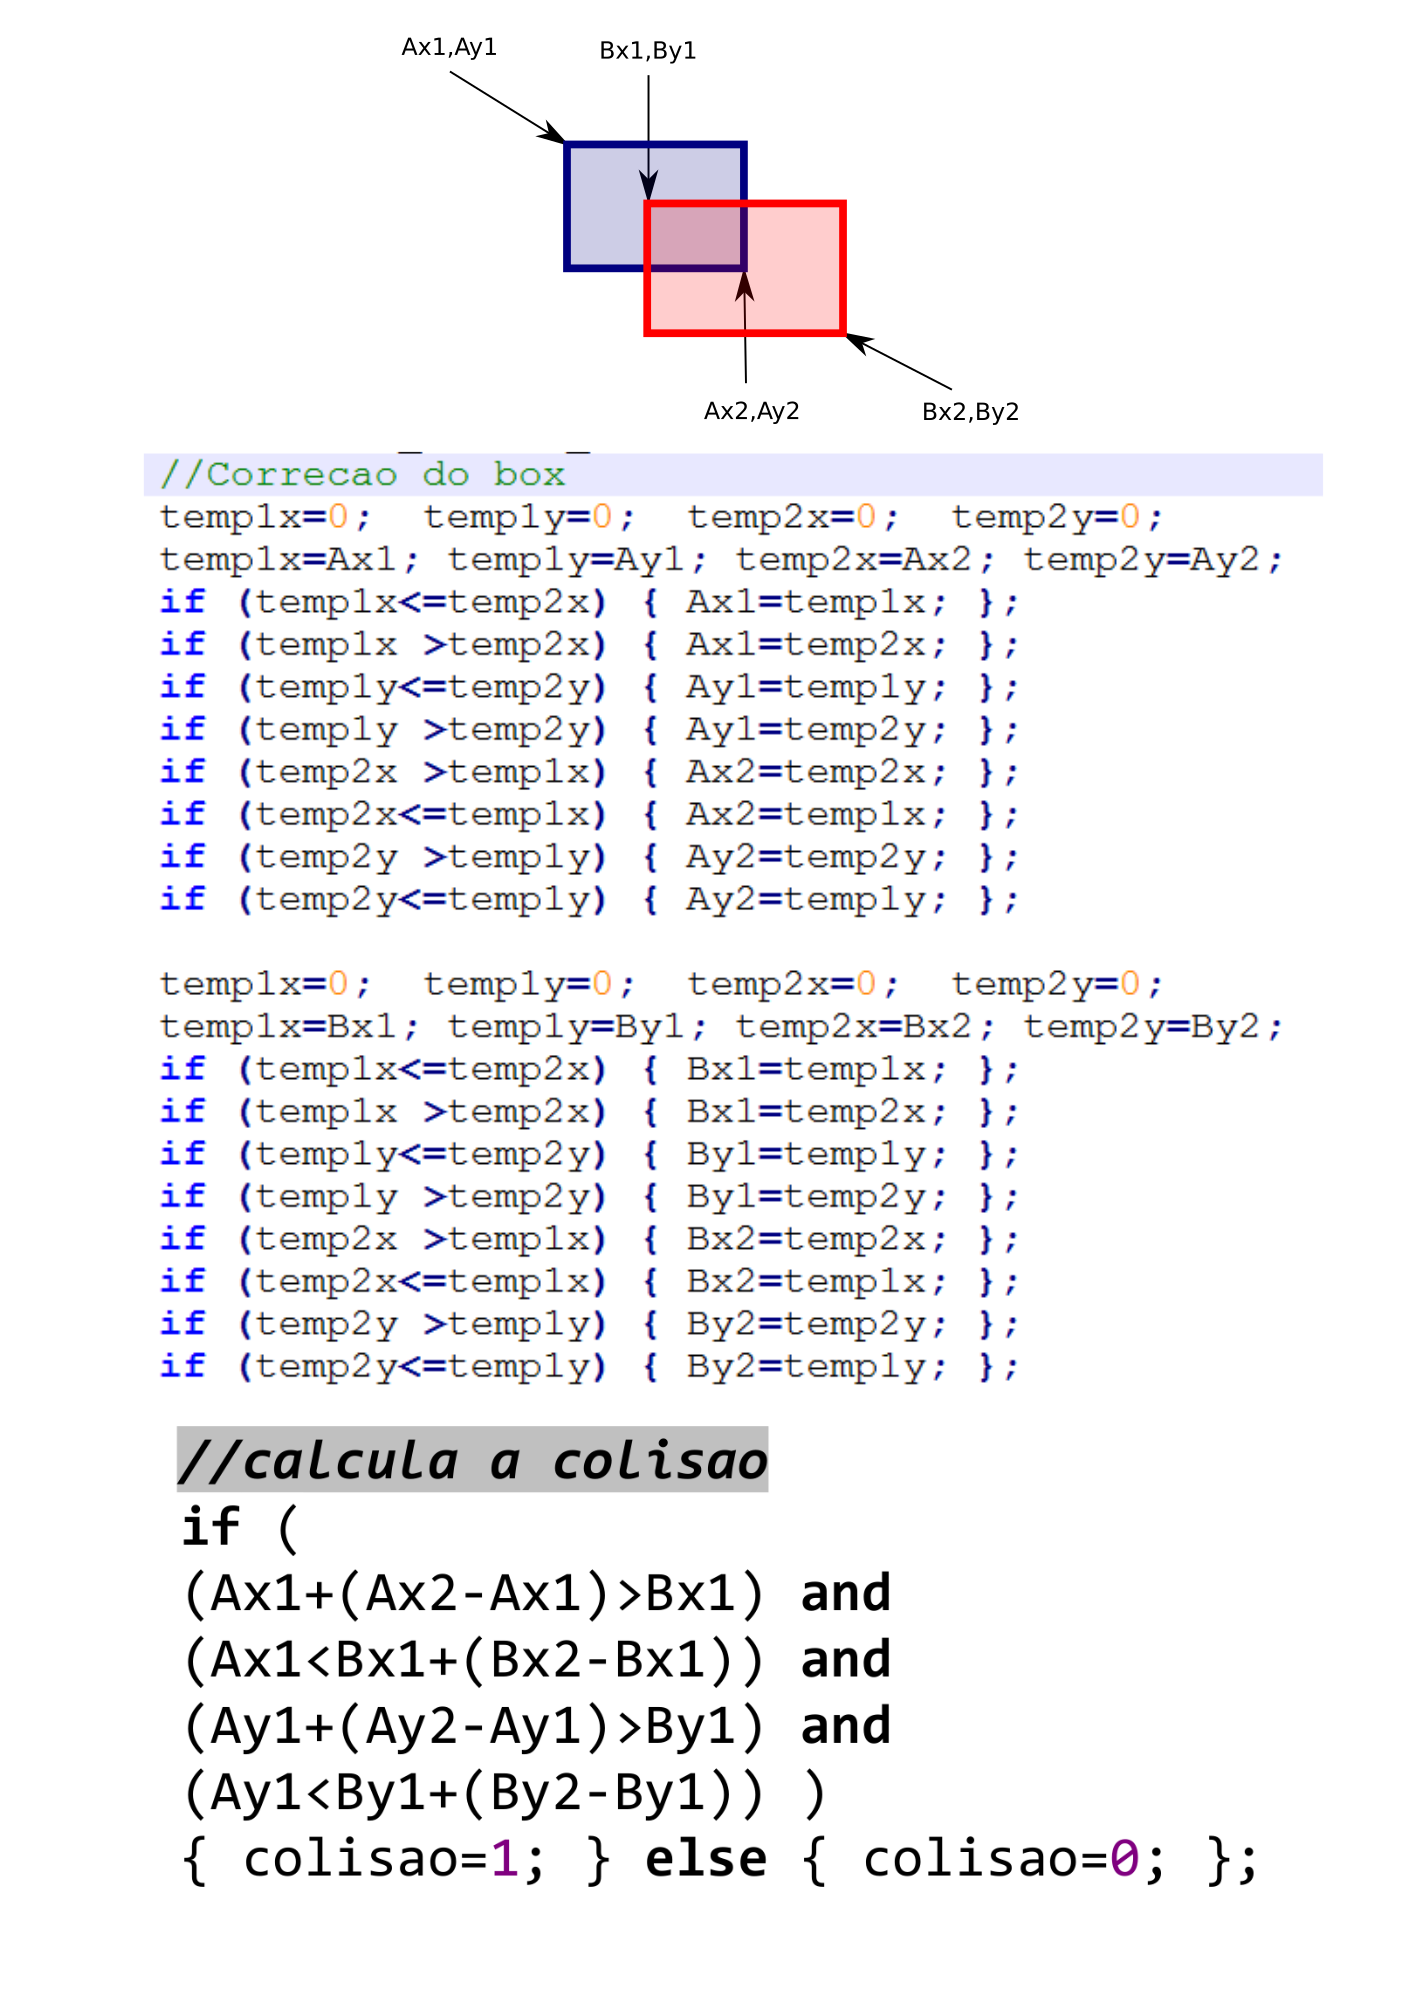 Ax1,Ay1 Bx1,By1
Ax2,Ay2 Bx2,By2
//Correcao do box
temp1x=0;  temp1y=0;  temp2x=0;  temp2y=0;
temp1x=Ax1; temp1y=Ay1; temp2x=Ax2; temp2y=Ay2;
if (temp1x<=temp2x) { Ax1=temp1x; };
if (temp1x >temp2x) { Ax1=temp2x; };
if (temp1y<=temp2y) { Ay1=temp1y; };
if (temp1y >temp2y) { Ay1=temp2y; };
if (temp2x >temp1x) { Ax2=temp2x; };
if (temp2x<=temp1x) { Ax2=temp1x; };
if (temp2y >temp1y) { Ay2=temp2y; };
if (temp2y<=temp1y) { Ay2=temp1y; };
temp1x=0;  temp1y=0;  temp2x=0;  temp2y=0;
temp1x=Bx1; temp1y=By1; temp2x=Bx2; temp2y=By2;
if (temp1x<=temp2x) { Bx1=temp1x; };
if (temp1x >temp2x) { Bx1=temp2x; };
if (temp1y<=temp2y) { By1=temp1y; };
if (temp1y >temp2y) { By1=temp2y; };
if (temp2x >temp1x) { Bx2=temp2x; };
if (temp2x<=temp1x) { Bx2=temp1x; };
if (temp2y >temp1y) { By2=temp2y; };
if (temp2y<=temp1y) { By2=temp1y; };
//calcula a colisao
if (
(Ax1+(Ax2-Ax1)>Bx1) and
(Ax1<Bx1+(Bx2-Bx1)) and
(Ay1+(Ay2-Ay1)>By1) and
(Ay1<By1+(By2-By1)) )
{ colisao=1; } else { colisao=0; };